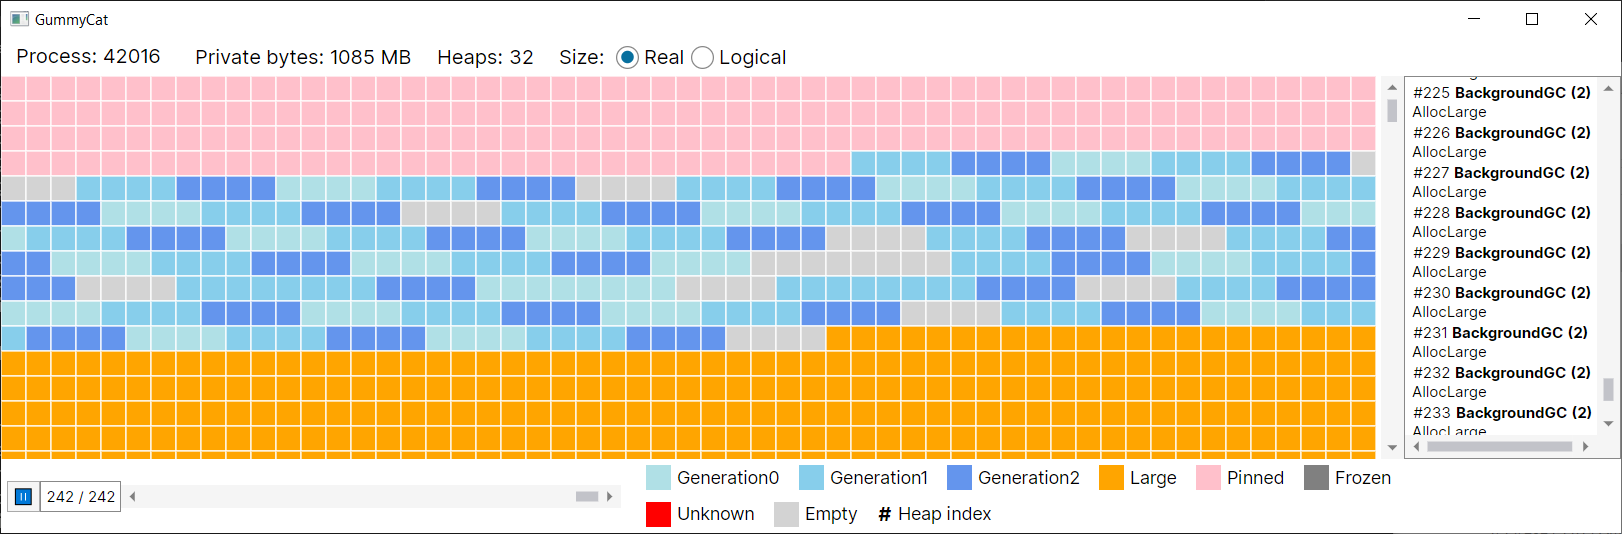 GummyCat
Process: 42016 Private bytes: 1085 MB Heaps: 32 Size: Real Logical
#225 BackgroundGC (2)
AllocLarge
#226 BackgroundGC (2)
AllocLarge
#227 BackgroundGC (2)
AllocLarge
#228 BackgroundGC (2)
AllocLarge
#229 BackgroundGC (2)
AllocLarge
#230 BackgroundGC (2)
AllocLarge
#231 BackgroundGC (2)
AllocLarge
#232 BackgroundGC (2)
AllocLarge
#233 BackgroundGC (2)
AllocLarge
242 / 242
Generation0 Generation1 Generation2 Large Pinned Frozen
Unknown Empty # Heap index